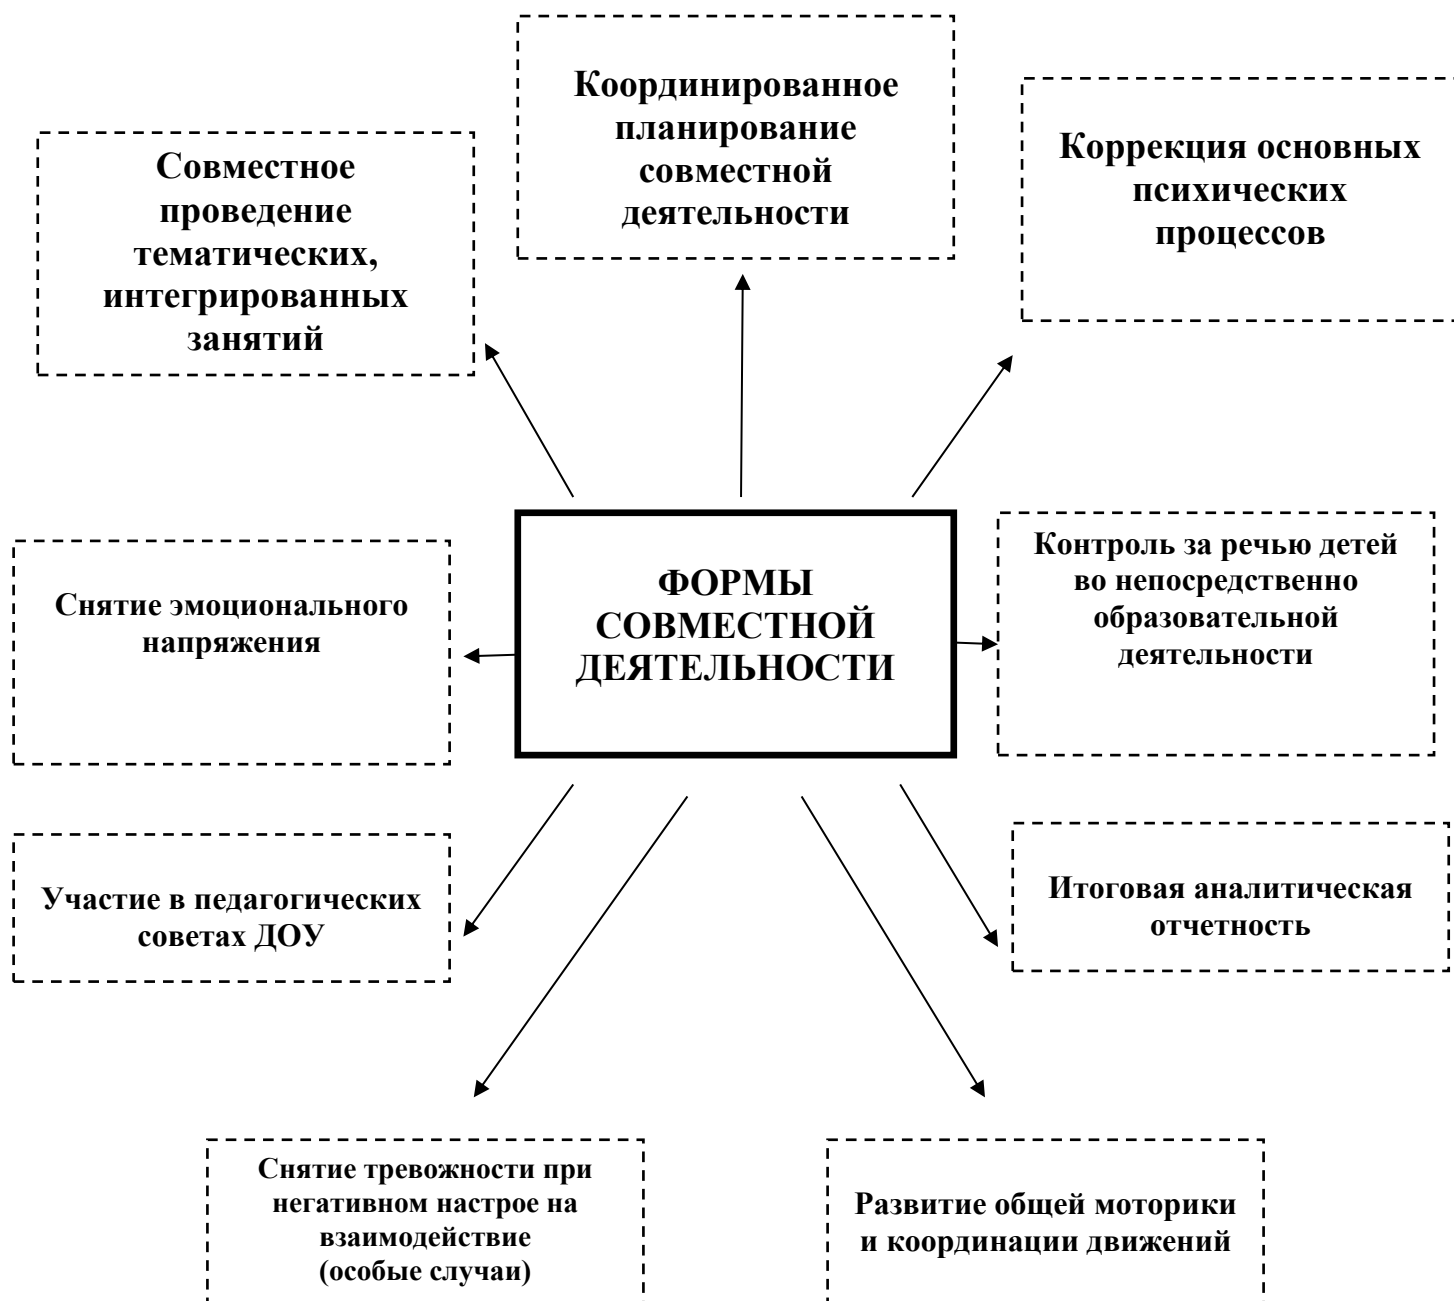 Координированное
планирование
совместной
деятельности
Коррекция основных
психических
процессов
Совместное
проведение
тематических,
интегрированных
занятий
ФОРМЫ
СОВМЕСТНОЙ
ДЕЯТЕЛЬНОСТИ
Контроль за речью детей
во непосредственно
образовательной
деятельности
Снятие эмоционального
напряжения
Участие в педагогических
советах ДОУ
Итоговая аналитическая
отчетность
Снятие тревожности при
негативном настрое на
взаимодействие
(особые случаи)
Развитие общей моторики
и координации движений